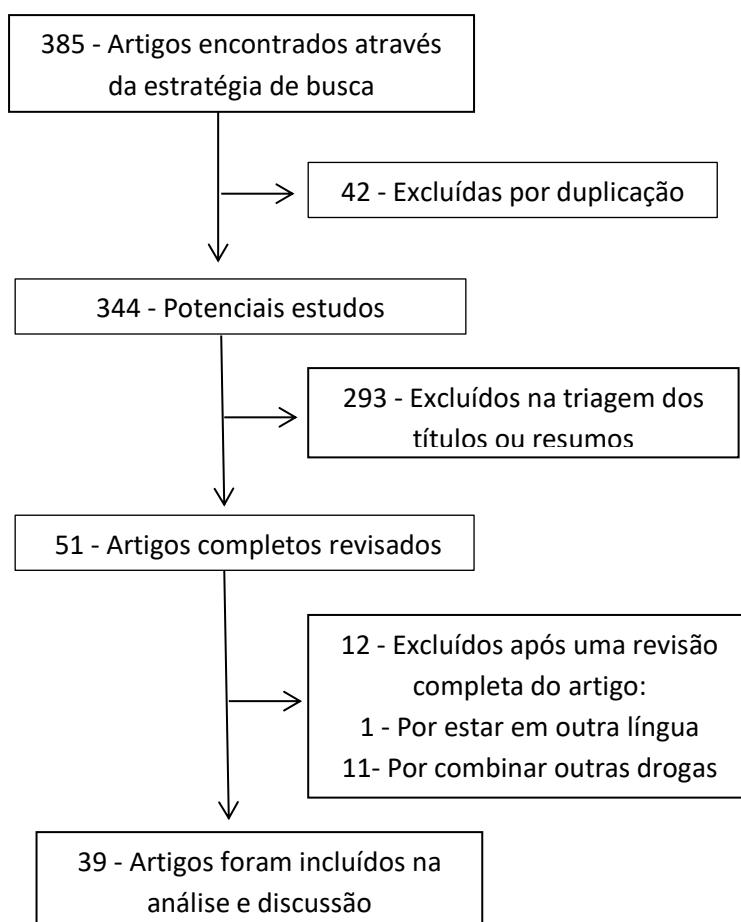 385 - Artigos encontrados através
da estratégia de busca
42 - Excluídas por duplicação
344 - Potenciais estudos
293 - Excluídos na triagem dos
títulos ou resumos
51 - Artigos completos revisados
12 - Excluídos após uma revisão
completa do artigo:
1 - Por estar em outra língua
11- Por combinar outras drogas
39 - Artigos foram incluídos na
análise e discussão